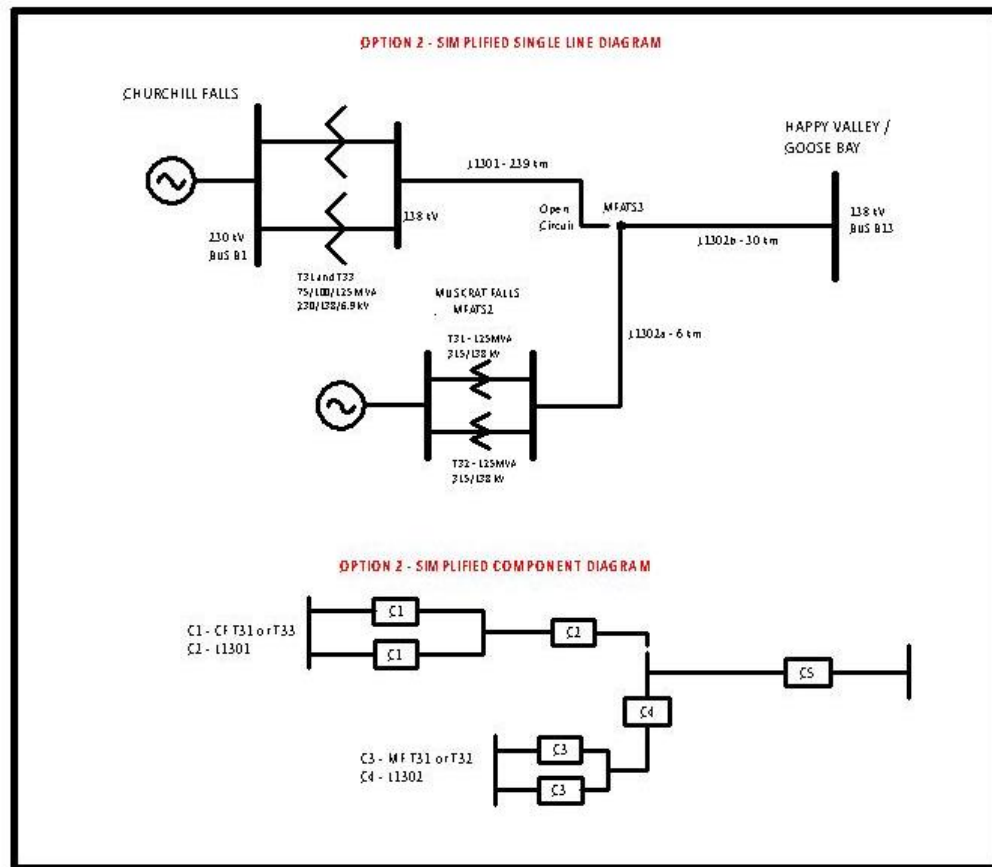 OPTION 2 - SIMPLIFIED SINGLE LINE DIAGRAM
CHURCHILL FALLS
HAPPY VALLEY /
GOOSE BAY
L1301 - 239 km
138 kV
Open
Circuit
MFATS3
L1302b - 30 km
138 kV
BUS B13
230 kV
BUS B1
T31 and T33
75/100/125 MVA
230/138/6.9 kV
MUSKRAT FALLS
MFATS2
L1302a - 6 km
T31 - 125MVA
315/138 kV
T32 - 125MVA
315/138 kV
OPTION 2 - SIMPLIFIED COMPONENT DIAGRAM
C1 - CF T31 or T33
C2 - L1301
C1
C1
C2
C5
C4
C3 - MF T31 or T32
C4 - L1302
C3
C3